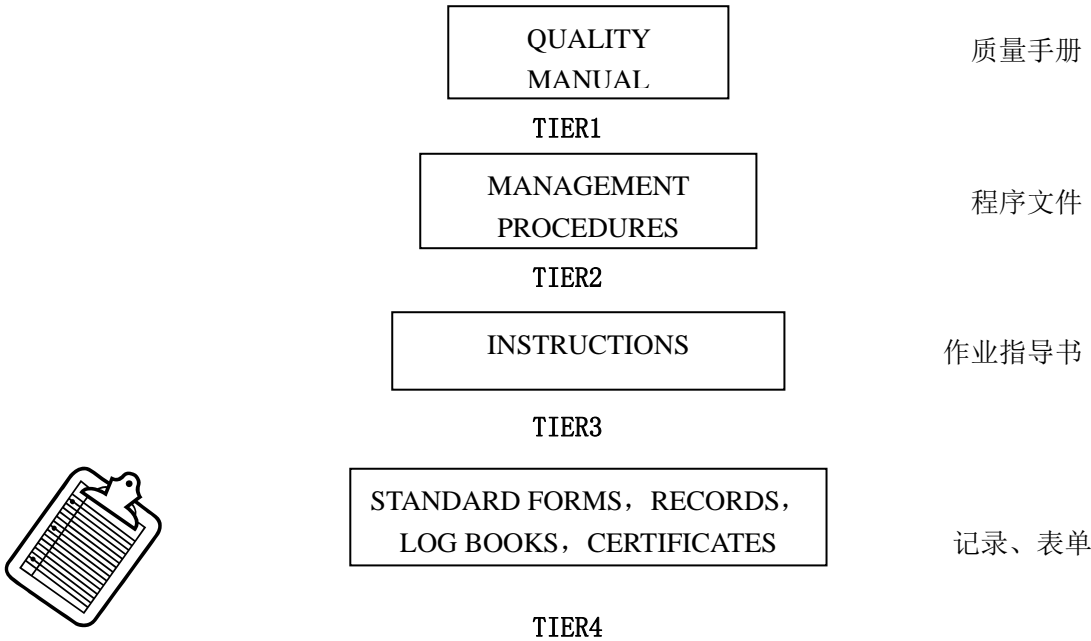 QUALITY
MANUAL
质量手册
TIER1
MANAGEMENT
PROCEDURES
程序文件
TIER2
INSTRUCTIONS
作业指导书
TIER3
STANDARD FORMS，RECORDS，
LOG BOOKS，CERTIFICATES
记录、表单
TIER4